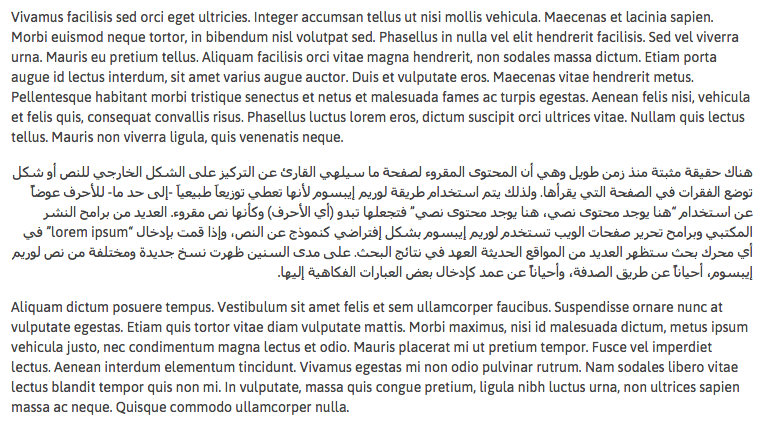 Vivamus facilisis sed orci eget ultricies. Integer accumsan tellus ut nisi mollis vehicula. Maecenas et lacinia sapien.
Morbi euismod neque tortor, in bibendum nisl volutpat sed. Phasellus in nulla vel elit hendrerit facilisis. Sed vel viverra
urna. Mauris eu pretium tellus. Aliquam facilisis orci vitae magna hendrerit, non sodales massa dictum. Etiam porta
augue id lectus interdum, sit amet varius augue auctor. Duis et vulputate eros. Maecenas vitae hendrerit metus.
Pellentesque habitant morbi tristique senectus et netus et malesuada fames ac turpis egestas. Aenean felis nisi, vehicula
et felis quis, consequat convallis risus. Phasellus luctus lorem eros, dictum suscipit orci ultrices vitae. Nullam quis lectus
tellus. Mauris non viverra ligula, quis venenatis neque.
هناك حقيقة مثبتة منذ زمن طويل وهي أن المحتوى المقروء لصفحة ما سيلهي القارئ عن التركيز على الشكل الخارجي للنص أو شكل
توضع الفقرات في الصفحة التي يقرأها. ولذلك يتم استخدام طريقة لوريم إيبسوم لأنها تعطي توزيعاَ طبيعياَ -إلى حد ما- للأحرف عوضاً
عن استخدام “هنا يوجد محتوى نصي، هنا يوجد محتوى نصي” فتجعلها تبدو (أي الأحرف) وكأنها نص مقروء. العديد من برامح النشر
المكتبي وبرامح تحرير صفحات الويب تستخدم لوريم إيبسوم بشكل إفتراضي كنموذج عن النص، وإذا قمت بإدخال “lorem ipsum” في
أي محرك بحث ستظهر العديد من المواقع الحديثة العهد في نتائج البحث. على مدى السنين ظهرت نسخ جديدة ومختلفة من نص لوريم
إيبسوم، أحياناً عن طريق الصدفة، وأحياناً عن عمد كإدخال بعض العبارات الفكاهية إليها.
Aliquam dictum posuere tempus. Vestibulum sit amet felis et sem ullamcorper faucibus. Suspendisse ornare nunc at
vulputate egestas. Etiam quis tortor vitae diam vulputate mattis. Morbi maximus, nisi id malesuada dictum, metus ipsum
vehicula justo, nec condimentum magna lectus et odio. Mauris placerat mi ut pretium tempor. Fusce vel imperdiet
lectus. Aenean interdum elementum tincidunt. Vivamus egestas mi non odio pulvinar rutrum. Nam sodales libero vitae
lectus blandit tempor quis non mi. In vulputate, massa quis congue pretium, ligula nibh luctus urna, non ultrices sapien
massa ac neque. Quisque commodo ullamcorper nulla.